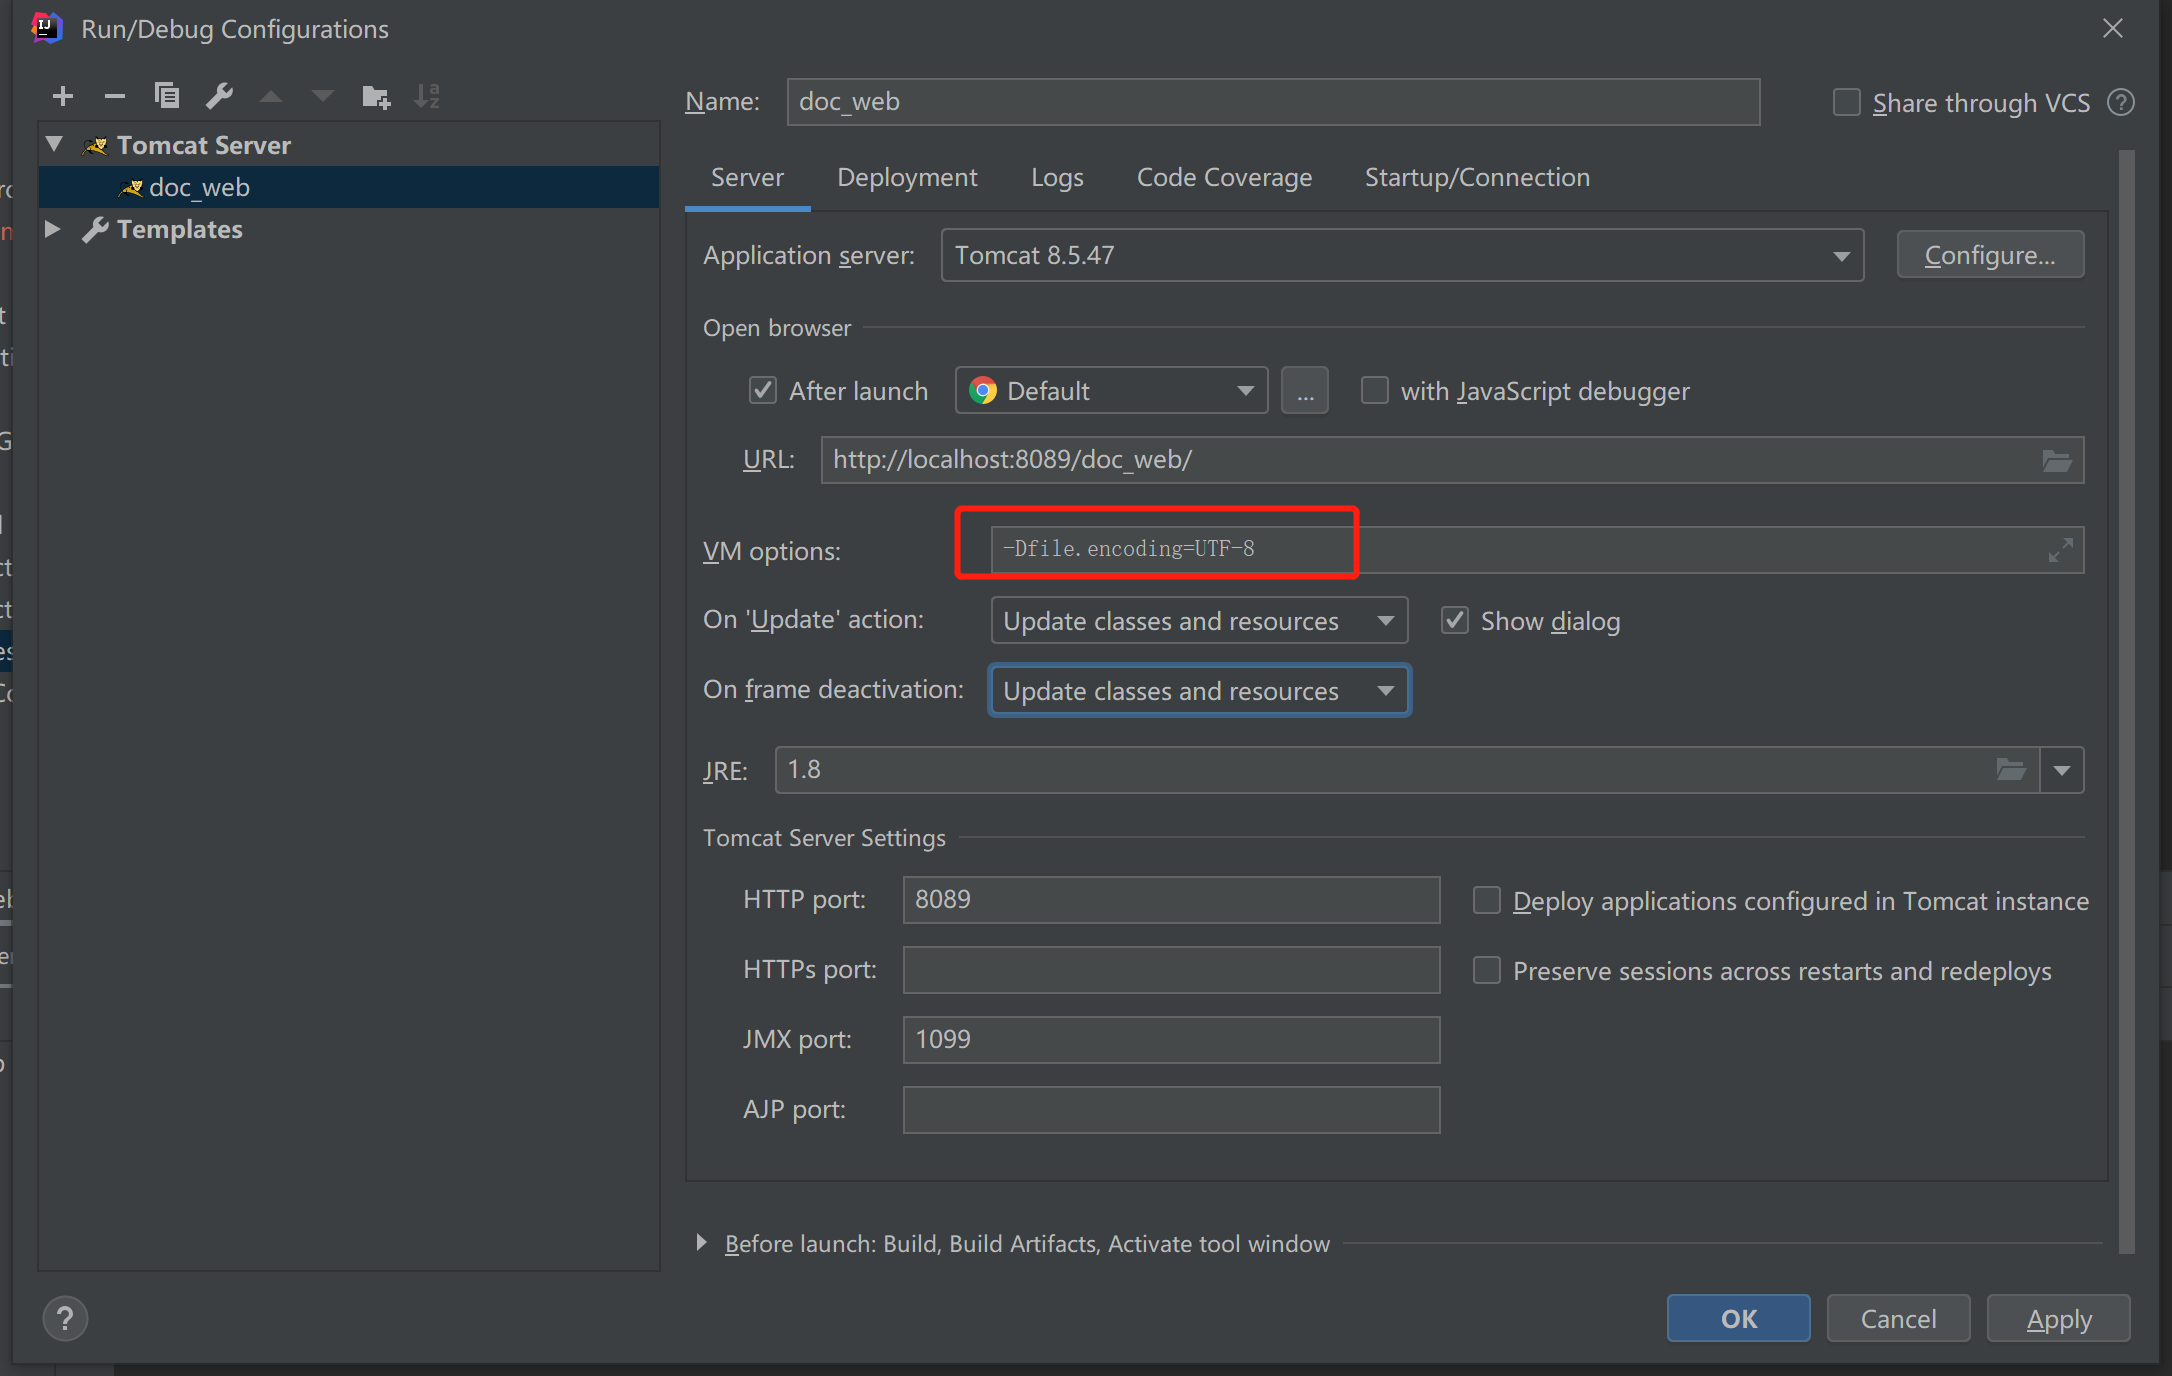 Run/Debug Configurations
Name: doc_web
Share through VCS ?
Tomcat Server
doc_web
Templates
Server Deployment Logs Code Coverage Startup/Connection
Application server: Tomcat 8.5.47 Configure...
Open browser
After launch Default ... with JavaScript debugger
URL: http://localhost:8089/doc_web/
VM options: -Dfile.encoding=UTF-8
On 'Update' action: Update classes and resources Show dialog
On frame deactivation: Update classes and resources
JRE: 1.8
Tomcat Server Settings
HTTP port: 8089 Deploy applications configured in Tomcat instance
HTTPs port: Preserve sessions across restarts and redeploys
JMX port: 1099
AJP port:
Before launch: Build, Build Artifacts, Activate tool window
? OK Cancel Apply